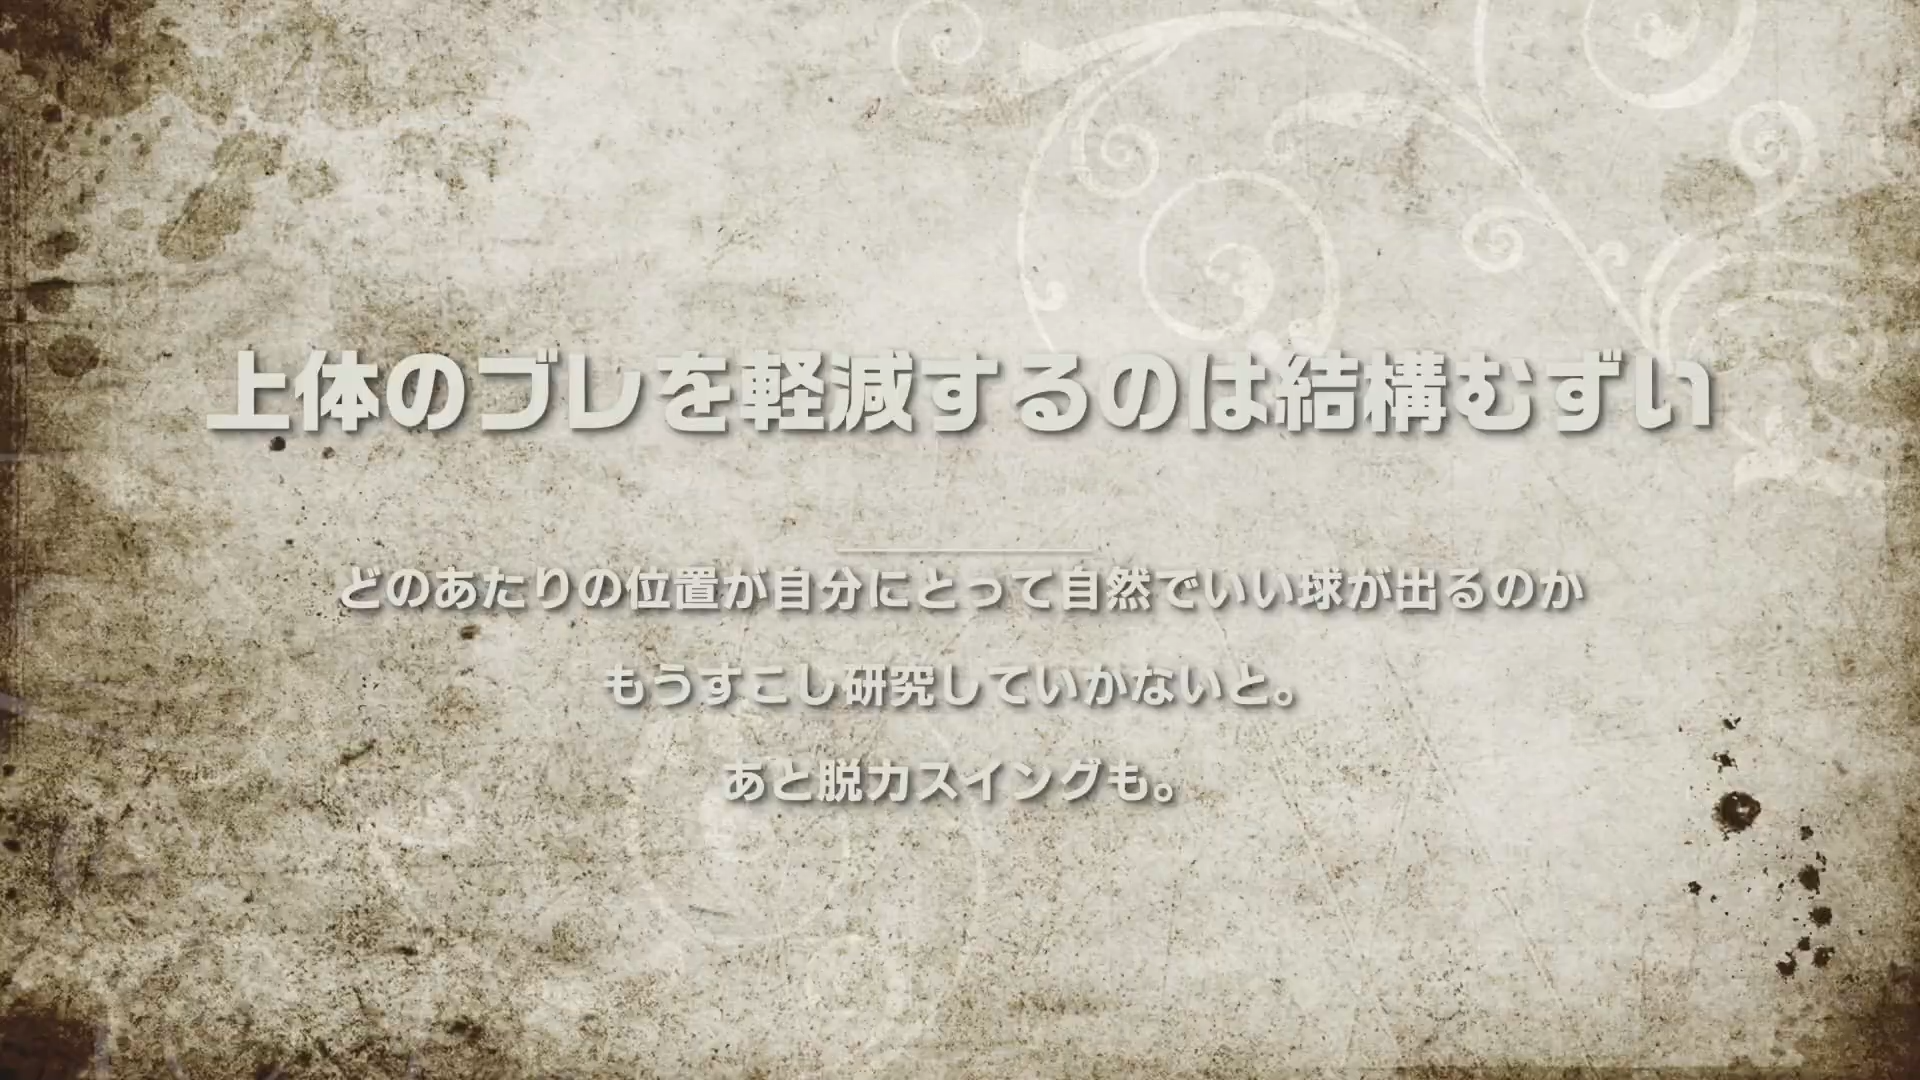 上体のブレを軽減するのは結構むずい
どのあたりの位置が自分にとって自然でいい球が出るのか
もうすこし研究していかないと。
あと脱力スイングも。